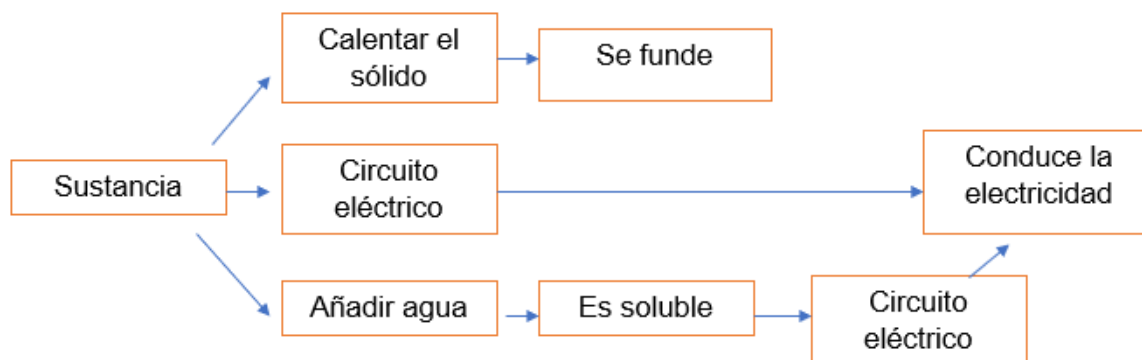 Calentar el
sólido
Se funde
Sustancia
Circuito
eléctrico
Conduce la
electricidad
Añadir agua
Es soluble
Circuito
eléctrico